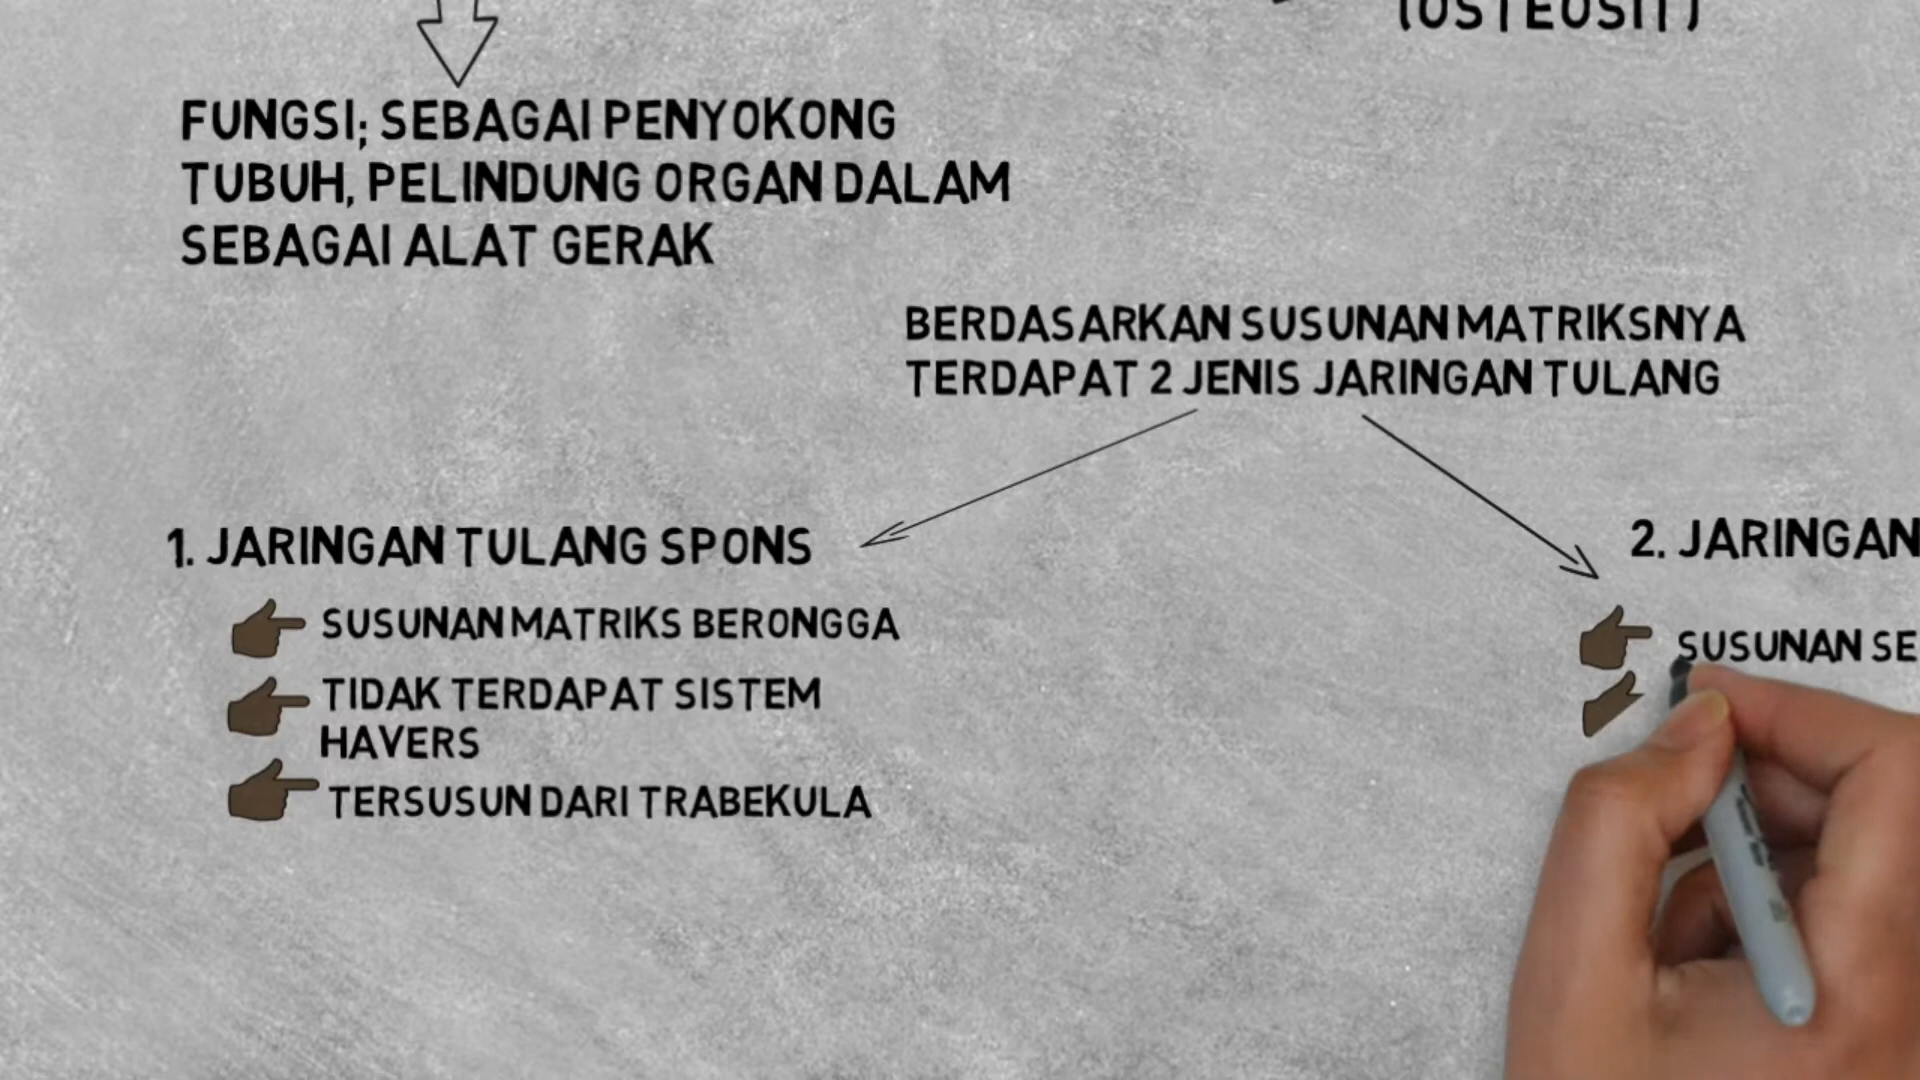 (OSTEOSIT)
FUNGSI; SEBAGAI PENYOKONG
TUBUH, PELINDUNG ORGAN DALAM
SEBAGAI ALAT GERAK
BERDASARKAN SUSUNAN MATRIKSNYA
TERDAPAT 2 JENIS JARINGAN TULANG
1. JARINGAN TULANG SPONS
SUSUNAN MATRIKS BERONGGA
TIDAK TERDAPAT SISTEM
HAVERS
TERSUSUN DARI TRABEKULA
2. JARINGAN
SUSUNAN SE